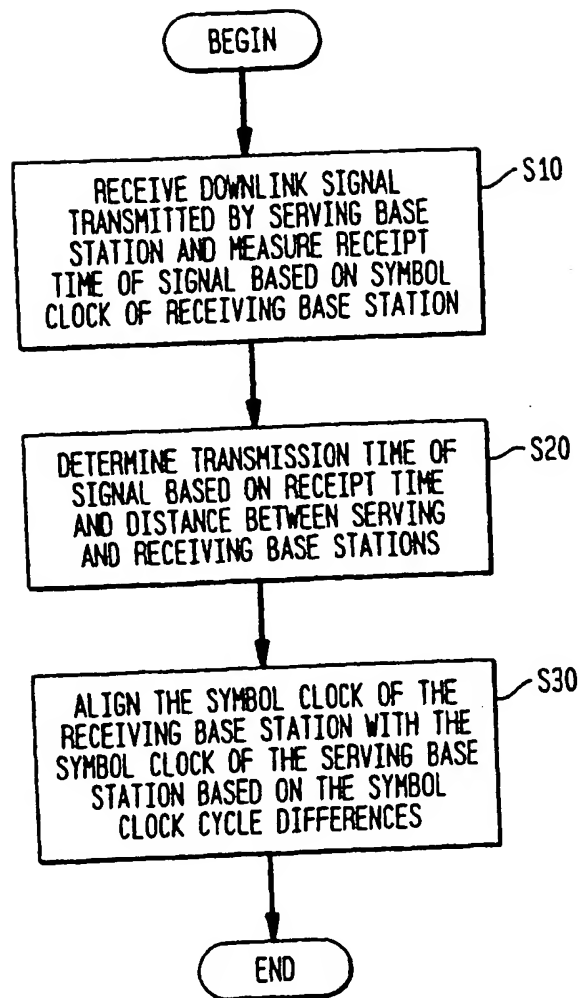 BEGIN
RECEIVE DOWNLINK SIGNAL
TRANSMITTED BY SERVING BASE
STATION AND MEASURE RECEIPT
TIME OF SIGNAL BASED ON SYMBOL
CLOCK OF RECEIVING BASE STATION
S10
DETERMINE TRANSMISSION TIME OF
SIGNAL BASED ON RECEIPT TIME
AND DISTANCE BETWEEN SERVING
AND RECEIVING BASE STATIONS
S20
ALIGN THE SYMBOL CLOCK OF THE
RECEIVING BASE STATION WITH THE
SYMBOL CLOCK OF THE SERVING BASE
STATION BASED ON THE SYMBOL
CLOCK CYCLE DIFFERENCES
S30
END